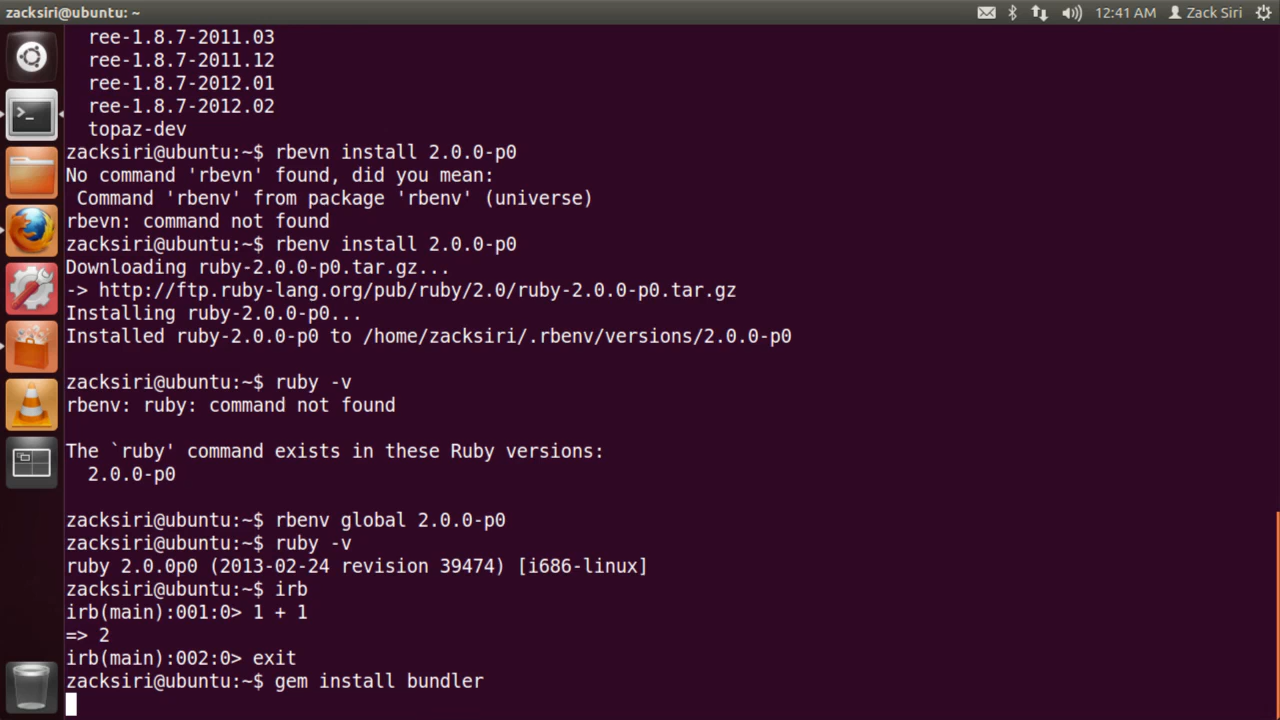 zacksiri@ubuntu: ~
12:41 AM
Zack Siri
ree-1.8.7-2011.03
ree-1.8.7-2011.12
ree-1.8.7-2012.01
ree-1.8.7-2012.02
topaz-dev
zacksiri@ubuntu:~$ rbevn install 2.0.0-p0
No command 'rbevn' found, did you mean:
Command 'rbenv' from package 'rbenv' (universe)
rbevn: command not found
zacksiri@ubuntu:~$ rbenv install 2.0.0-p0
Downloading ruby-2.0.0-p0.tar.gz...
-> http://ftp.ruby-lang.org/pub/ruby/2.0/ruby-2.0.0-p0.tar.gz
Installing ruby-2.0.0-p0...
Installed ruby-2.0.0-p0 to /home/zacksiri/.rbenv/versions/2.0.0-p0
zacksiri@ubuntu:~$ ruby -v
rbenv: ruby: command not found
The `ruby' command exists in these Ruby versions:
2.0.0-p0
zacksiri@ubuntu:~$ rbenv global 2.0.0-p0
zacksiri@ubuntu:~$ ruby -v
ruby 2.0.0p0 (2013-02-24 revision 39474) [i686-linux]
zacksiri@ubuntu:~$ irb
irb(main):001:0> 1 + 1
=> 2
irb(main):002:0> exit
zacksiri@ubuntu:~$ gem install bundler